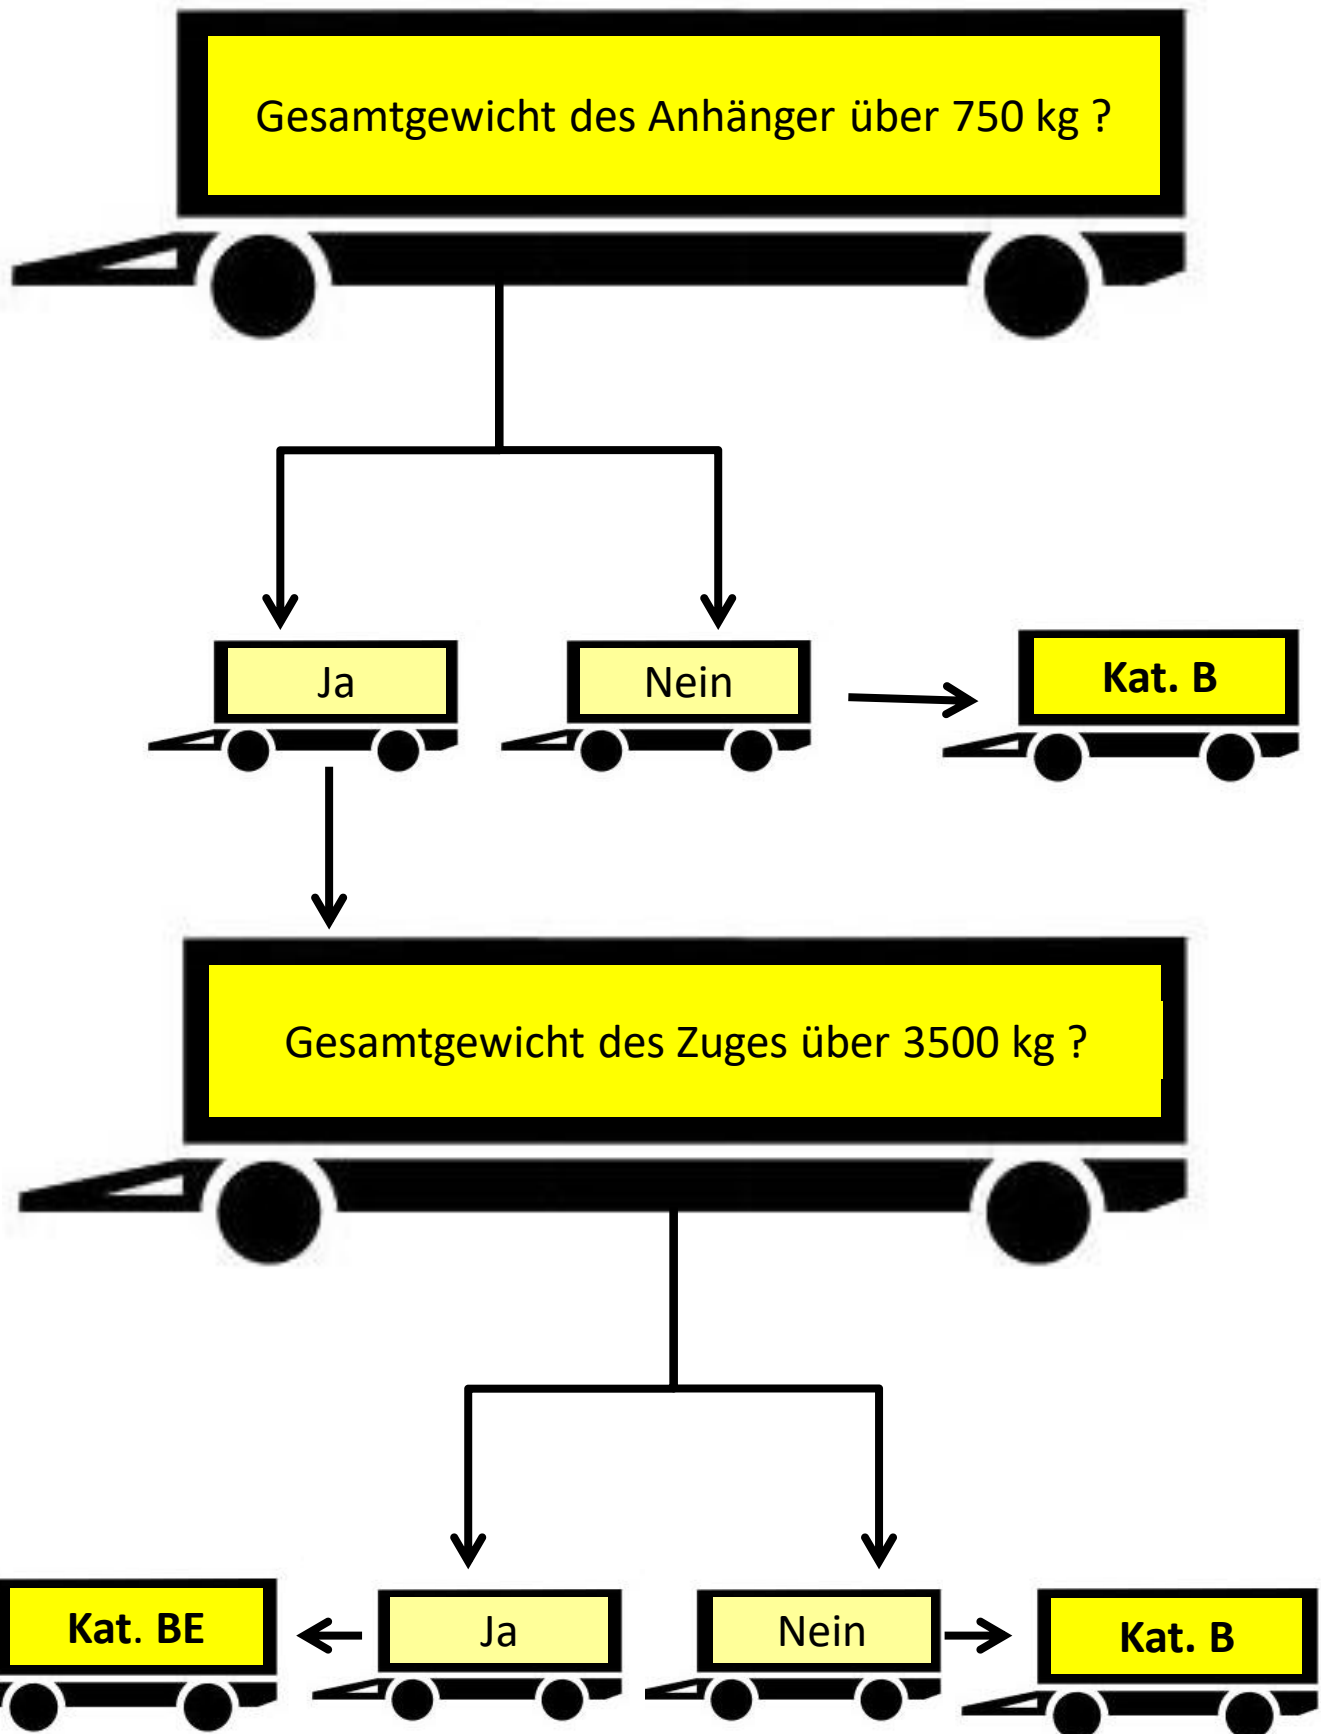 Gesamtgewicht des Anhänger über 750 kg ?
Ja
Nein
Kat. B
Gesamtgewicht des Zuges über 3500 kg ?
Kat. BE
Ja
Nein
Kat. B